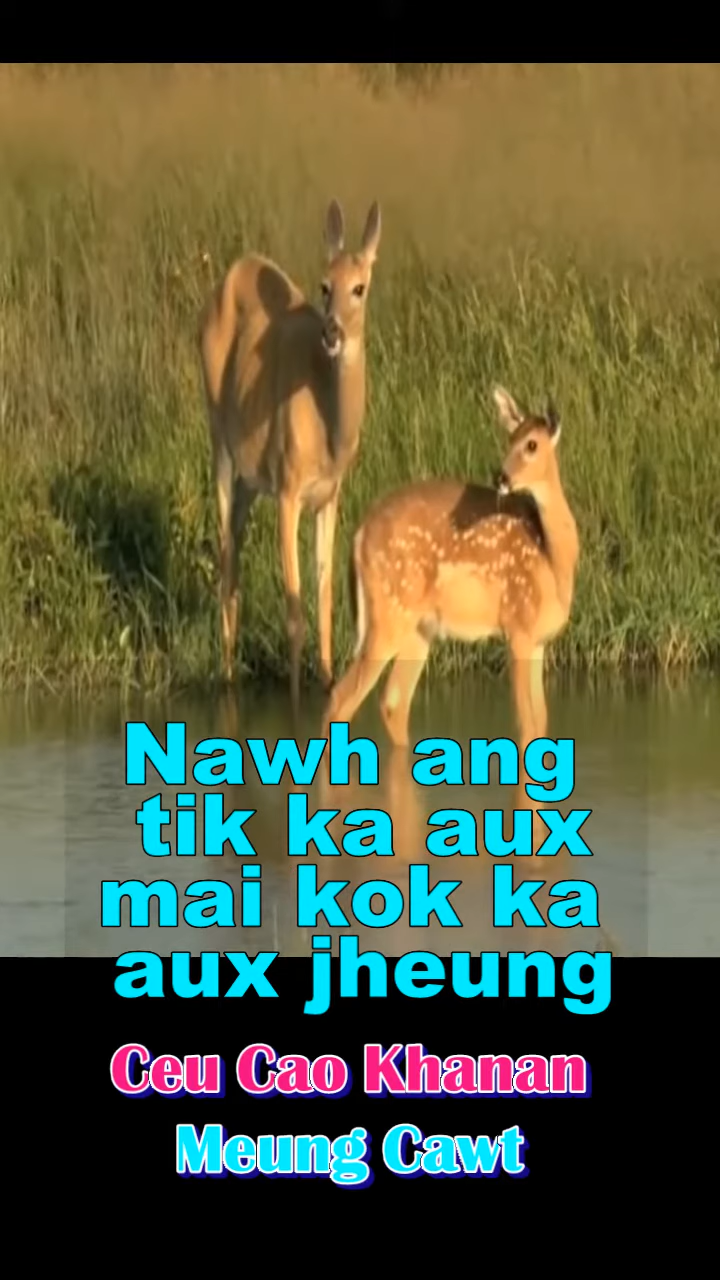 Nawh ang
tik ka aux
mai kok ka
aux jheung
Ceu Cao Khanan
Meung Cawt